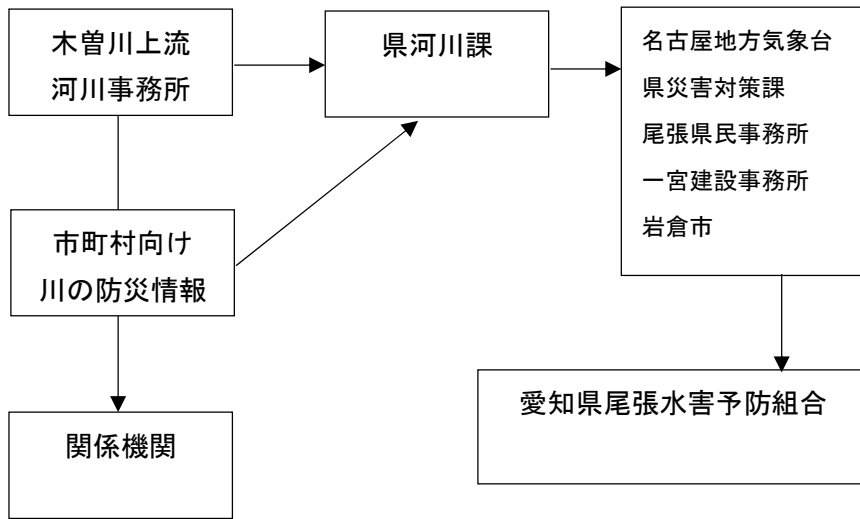 木曽川上流
河川事務所
県河川課
名古屋地方気象台
県災害対策課
尾張県民事務所
一宮建設事務所
岩倉市
市町村向け
川の防災情報
愛知県尾張水害予防組合
関係機関